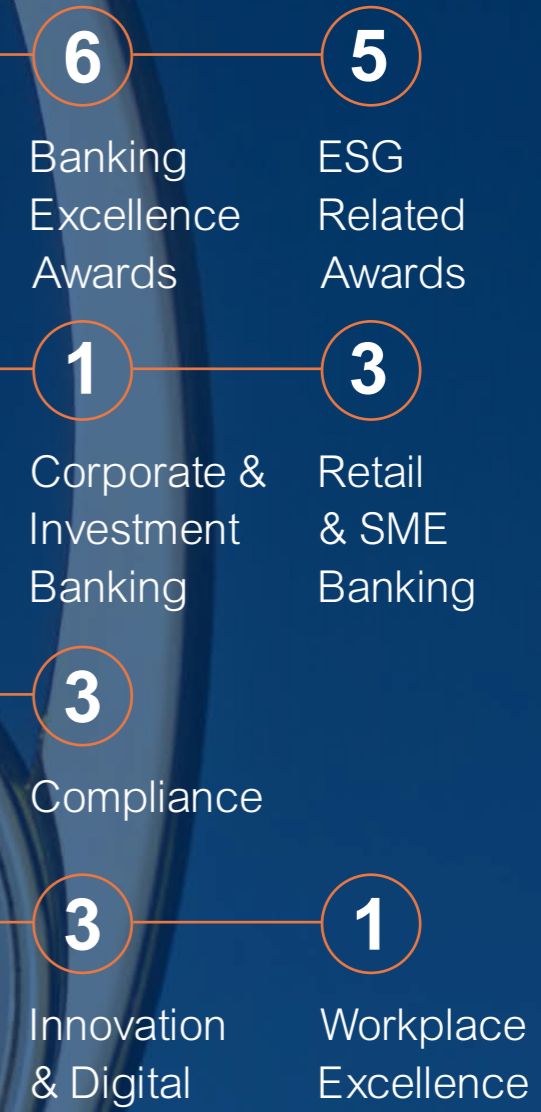 6
Banking
Excellence
Awards
5
ESG
Related
Awards
1
Corporate &
Investment
Banking
3
Retail
& SME
Banking
3
Compliance
3
Innovation
& Digital
1
Workplace
Excellence